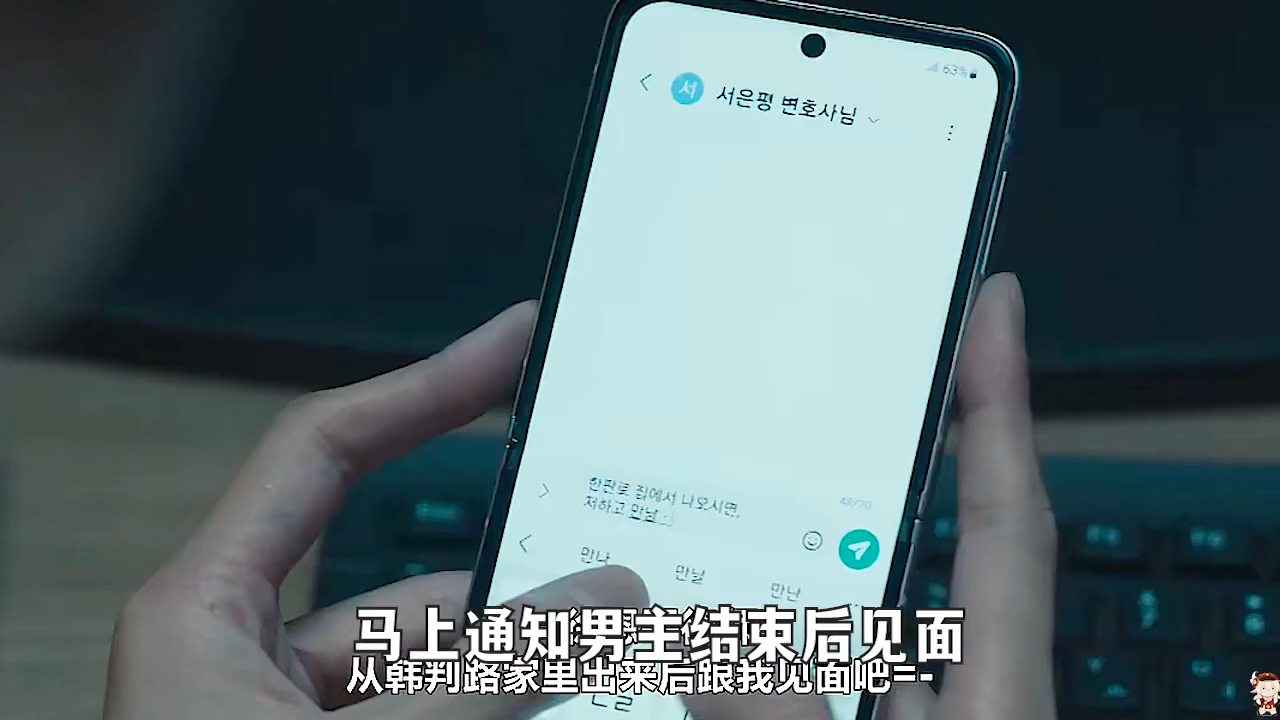 63%
서
서은평 변호사님
한판로 집에서 나오시면,
저하고 만날
48/70
만나
만날
만난
马上通知男主结束后见面
从韩判路家里出来后跟我见面吧=-